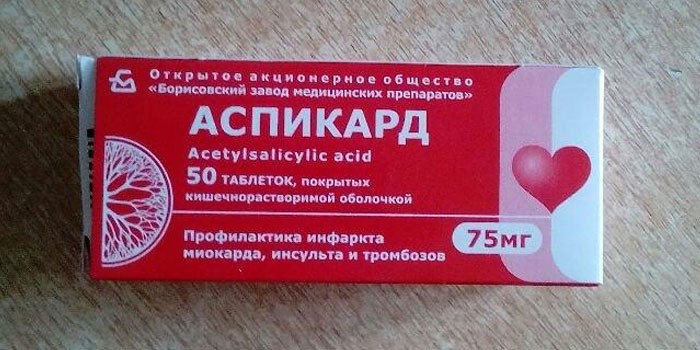 Открытое акционерное общество
«Борисовский завод медицинских препаратов»
АСПИКАРД
Acetylsalicylic acid
50 ТАБЛЕТОК, покрытых
кишечнорастворимой оболочкой
Профилактика инфаркта
миокарда, инсульта и тромбозов
75мг